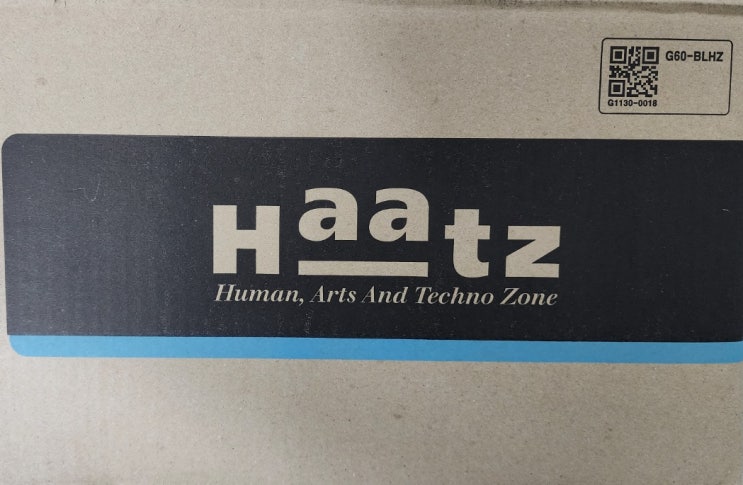 G60-BLHZ
G1130-0018
Haatz
Human, Arts And Techno Zone